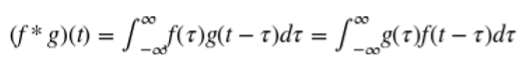 (f * g)(t) = ∫_{-∞}^{∞} f(τ)g(t − τ)dτ = ∫_{-∞}^{∞} g(τ)f(t − τ)dτ